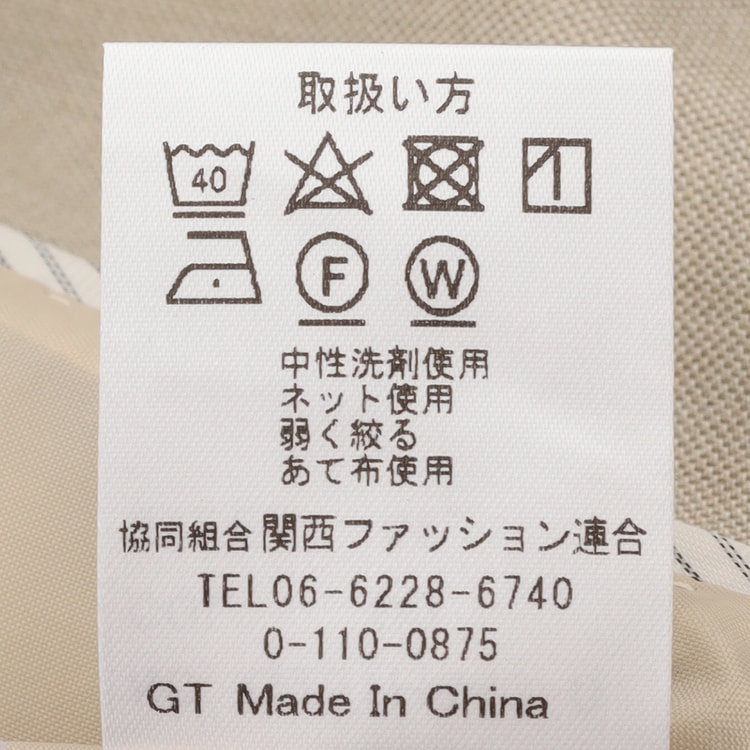 取扱い方
40
F W
中性洗剤使用
ネット使用
弱く絞る
あて布使用
協同組合関西ファッション連合
TEL06-6228-6740
0-110-0875
GT Made In China